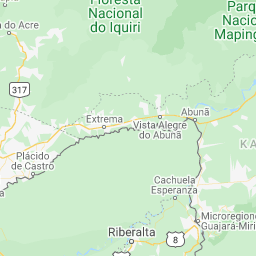 Floresta
Nacional
do Iquiri
Parq
Nacio
Maping
do Acre
317
Extrema
Vista Alegre
do Abunã
Abunã
Plácido
de Castro
K A
Cachuela
Esperanza
Microregione
Guajará-Miri
Riberalta
8